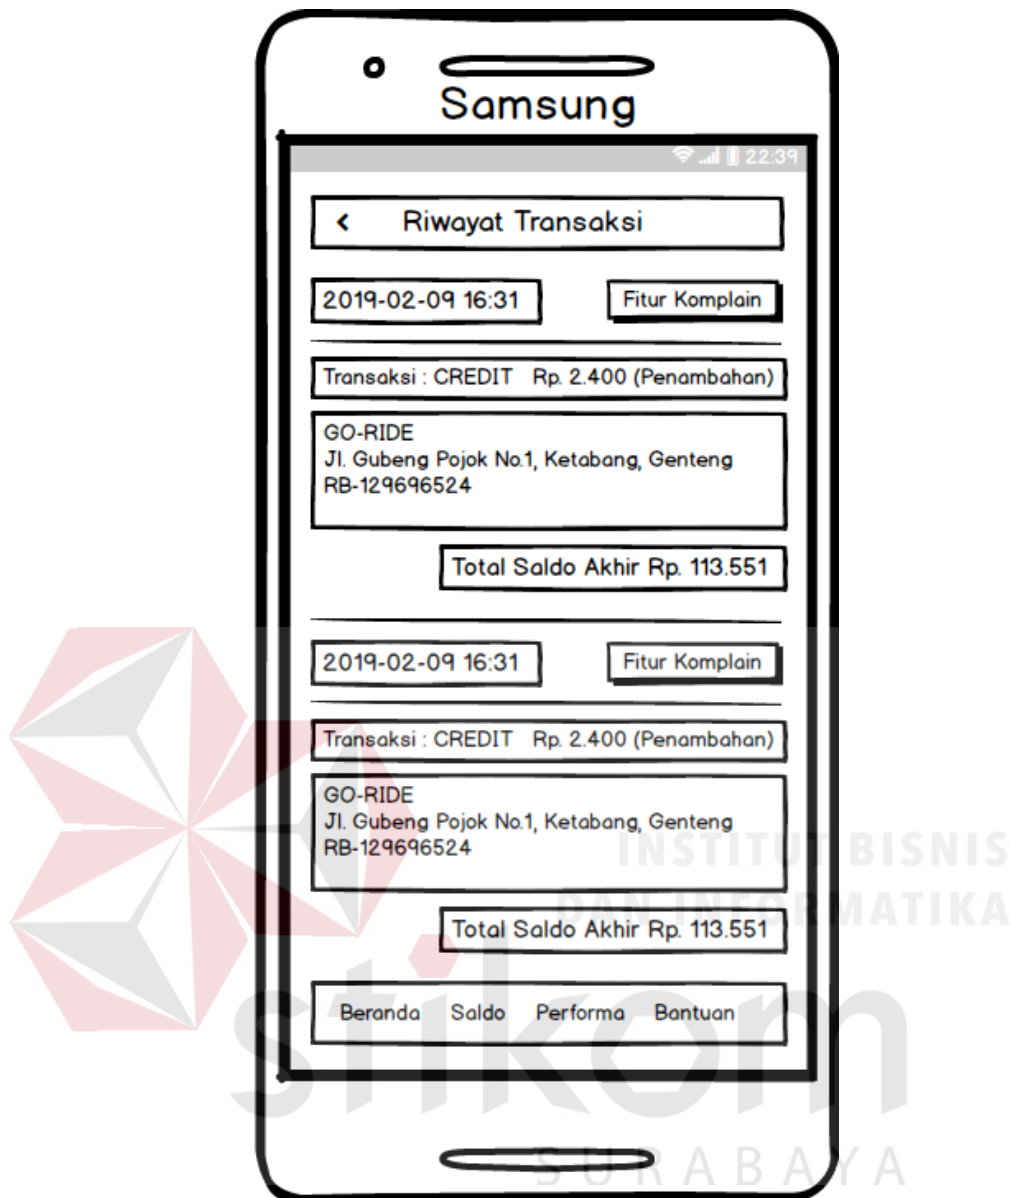 Samsung
22:39
< Riwayat Transaksi
2019-02-09 16:31 Fitur Komplain
Transaksi : CREDIT Rp. 2.400 (Penambahan)
GO-RIDE
Jl. Gubeng Pojok No.1, Ketabang, Genteng
RB-129696524
Total Saldo Akhir Rp. 113.551
2019-02-09 16:31 Fitur Komplain
Transaksi : CREDIT Rp. 2.400 (Penambahan)
GO-RIDE
Jl. Gubeng Pojok No.1, Ketabang, Genteng
RB-129696524
INSTITUT BISNIS
DAN INFORMATIKA
Total Saldo Akhir Rp. 113.551
Beranda Saldo Performa Bantuan
stikom
SURABAYA